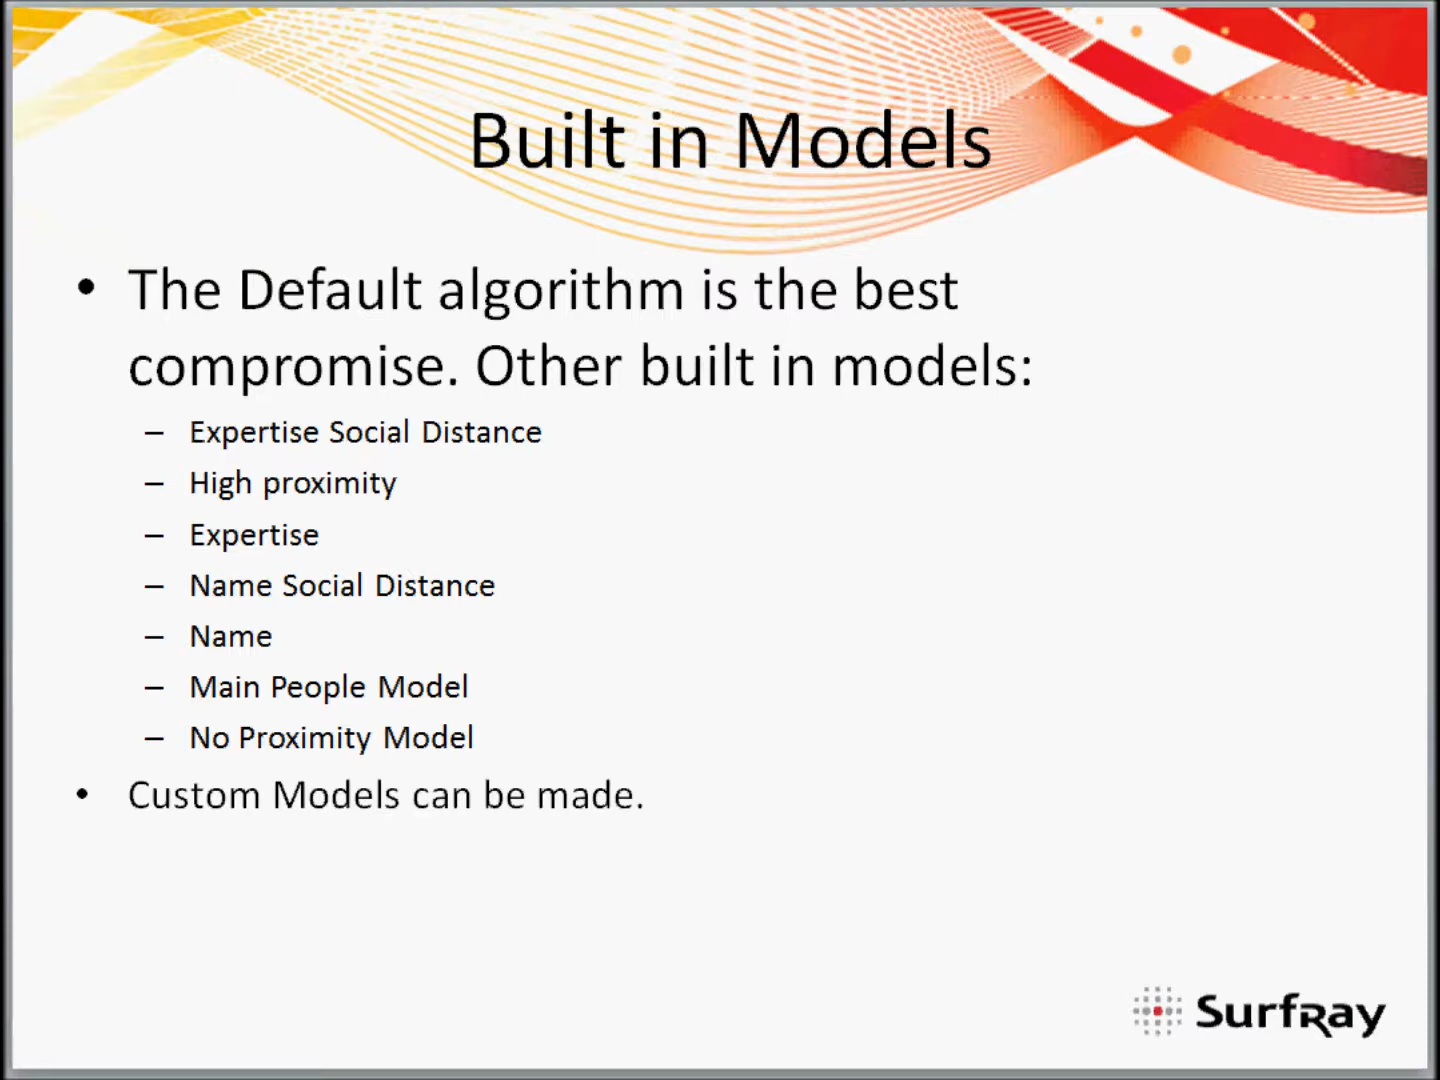 Built in Models
• The Default algorithm is the best
compromise. Other built in models:
– Expertise Social Distance
– High proximity
– Expertise
– Name Social Distance
– Name
– Main People Model
– No Proximity Model
• Custom Models can be made.
SurfRay